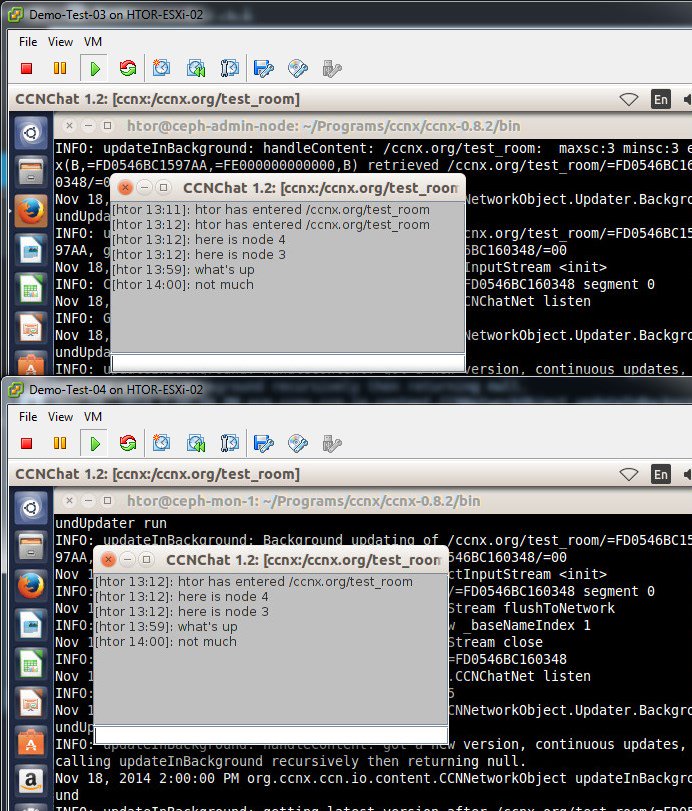 Demo-Test-03 on HTOR-ESXi-02
File View VM
CCNChat 1.2: [ccnx:/ccnx.org/test_room]
En
htor@ceph-admin-node: ~/Programs/ccnx/ccnx-0.8.2/bin
INFO: updateInBackground: handleContent: /ccnx.org/test_room: maxsc:3 minsc:3 e
x(B,=FD0546BC1597AA,=FE000000000000,B) retrieved /ccnx.org/test_room/=FD0546BC16
0348/=0
CCNChat 1.2: [ccnx:/ccnx.org/test_room
Nov 18,
NNetworkObject.Updater.Backgro
[htor 13:11]: htor has entered /ccnx.org/test_room
undUpda
[htor 13:12]: htor has entered /ccnx.org/test_room
INFO: u
org/test_room/=FD0546BC15
[htor 13:12]: here is node 4
97AA, g
6BC160348/=00
[htor 13:12]: here is node 3
Nov 18,
InputStream <init>
[htor 13:59]: what's up
INFO: C
FD0546BC160348 segment 0
[htor 14:00]: not much
Nov 18,
CNChatNet listen
INFO: G
Nov 18,
NNetworkObject.Updater.Backgro
undUpda
Demo-Test-04 on HTOR-ESXi-02
File View VM
CCNChat 1.2: [ccnx:/ccnx.org/test_room]
En
htor@ceph-mon-1: ~/Programs/ccnx/ccnx-0.8.2/bin
undUpdater run
INFO: updateInBackground: Background updating of /ccnx.org/test_room/=FD0546BC15
97AA,
CCNChat 1.2: [ccnx:/ccnx.org/test_room
6BC160348/=00
Nov 1
ctInputStream <init>
[htor 13:12]: htor has entered /ccnx.org/test_room
INFO:
/=FD0546BC160348 segment 0
[htor 13:12]: here is node 4
Nov 1
Stream flushToNetwork
[htor 13:12]: here is node 3
INFO:
_baseNameIndex 1
[htor 13:59]: what's up
Nov 1
Stream close
[htor 14:00]: not much
INFO:
=FD0546BC160348
Nov 1
.CCNChatNet listen
INFO:
Nov 1
CNNetworkObject.Updater.Backgro
undUp
INFO: updateInBackground: handleContent: got a new version, continuous updates,
calling updateInBackground recursively then returning null.
Nov 18, 2014 2:00:00 PM org.ccnx.ccn.io.content.CCNNetworkObject updateInBackgro
und
INFO: updateInBackground: getting latest version after /ccnx.org/test_room/=FD0